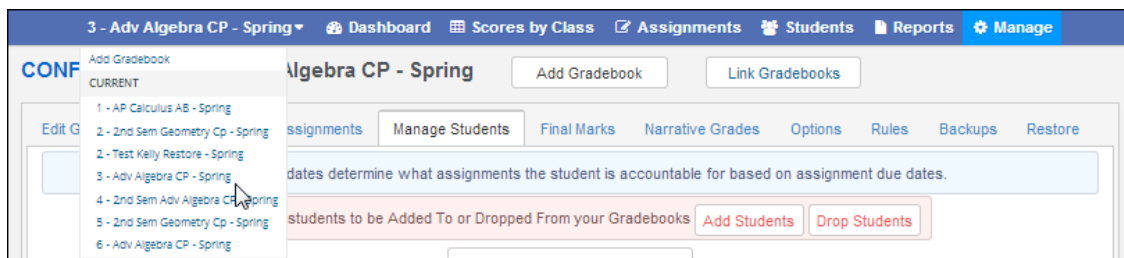 3 - Adv Algebra CP - Spring Dashboard Scores by Class Assignments Students Reports Manage
Add Gradebook
CONF lgebra CP - Spring Add Gradebook Link Gradebooks
CURRENT
1 - AP Calculus AB - Spring
Edit G ssignments Manage Students Final Marks Narrative Grades Options Rules Backups Restore
2 - 2nd Sem Geometry Cp - Spring
2 - Test Kelly Restore - Spring
3 - Adv Algebra CP - Spring
dates determine what assignments the student is accountable for based on assignment due dates.
4 - 2nd Sem Adv Algebra CP - Spring
5 - 2nd Sem Geometry Cp - Spring
students to be Added To or Dropped From your Gradebooks Add Students Drop Students
6 - Adv Algebra CP - Spring